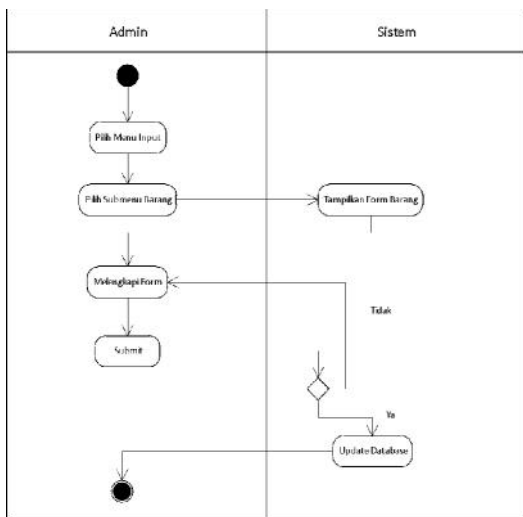 Admin
Sistem
Pilih Menu Input
Pilih Submenu Barang
Tampilkan Form Barang
Melengkapi Form
Tidak
Submit
Ya
Update Database